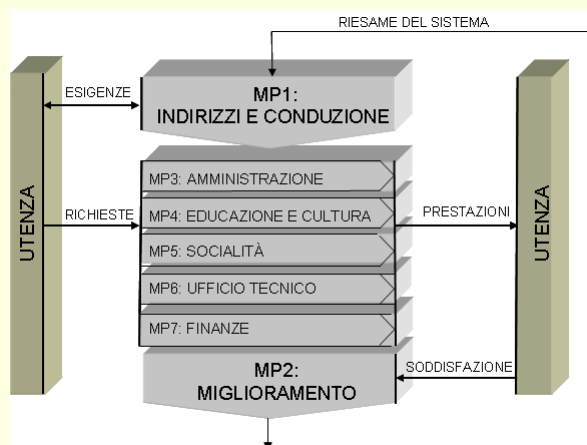 RIESAME DEL SISTEMA
UTENZA
ESIGENZE
MP1:
INDIRIZZI E CONDUZIONE
RICHIESTE
MP3: AMMINISTRAZIONE
MP4: EDUCAZIONE E CULTURA
MP5: SOCIALITÀ
MP6: UFFICIO TECNICO
MP7: FINANZE
PRESTAZIONI
UTENZA
SODDISFAZIONE
MP2:
MIGLIORAMENTO